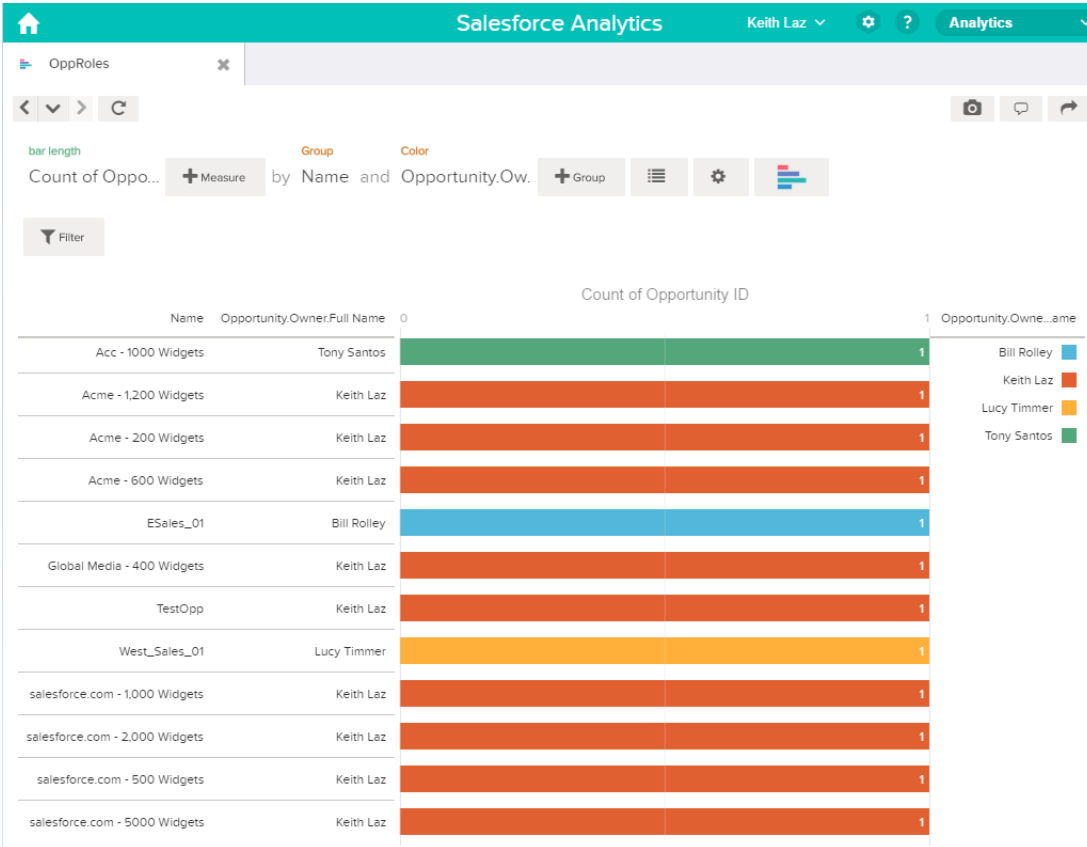 Salesforce Analytics Keith Laz ? Analytics
OppRoles
bar length Group Color
Count of Oppo... Measure by Name and Opportunity.Ow. Group
Filter
Count of Opportunity ID
Name Opportunity.Owner.Full Name 0 1 Opportunity.Owne...ame
Acc - 1000 Widgets Tony Santos 1 Bill Rolley
Keith Laz
Acme - 1,200 Widgets Keith Laz 1
Lucy Timmer
Acme - 200 Widgets Keith Laz 1 Tony Santos
Acme - 600 Widgets Keith Laz 1
ESales_01 Bill Rolley 1
Global Media - 400 Widgets Keith Laz 1
TestOpp Keith Laz 1
West_Sales_01 Lucy Timmer 1
salesforce.com - 1,000 Widgets Keith Laz 1
salesforce.com - 2,000 Widgets Keith Laz 1
salesforce.com - 500 Widgets Keith Laz 1
salesforce.com - 5000 Widgets Keith Laz 1